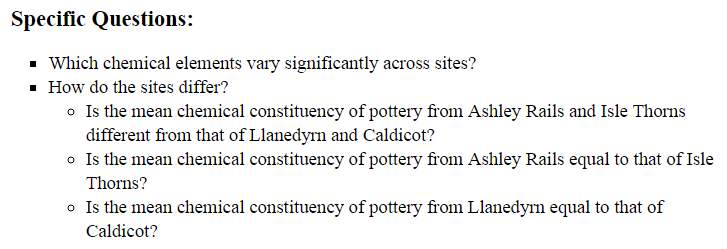 Specific Questions:
Which chemical elements vary significantly across sites?
How do the sites differ?
Is the mean chemical constituency of pottery from Ashley Rails and Isle Thorns
different from that of Llanedyrn and Caldicot?
Is the mean chemical constituency of pottery from Ashley Rails equal to that of Isle
Thorns?
Is the mean chemical constituency of pottery from Llanedyrn equal to that of
Caldicot?